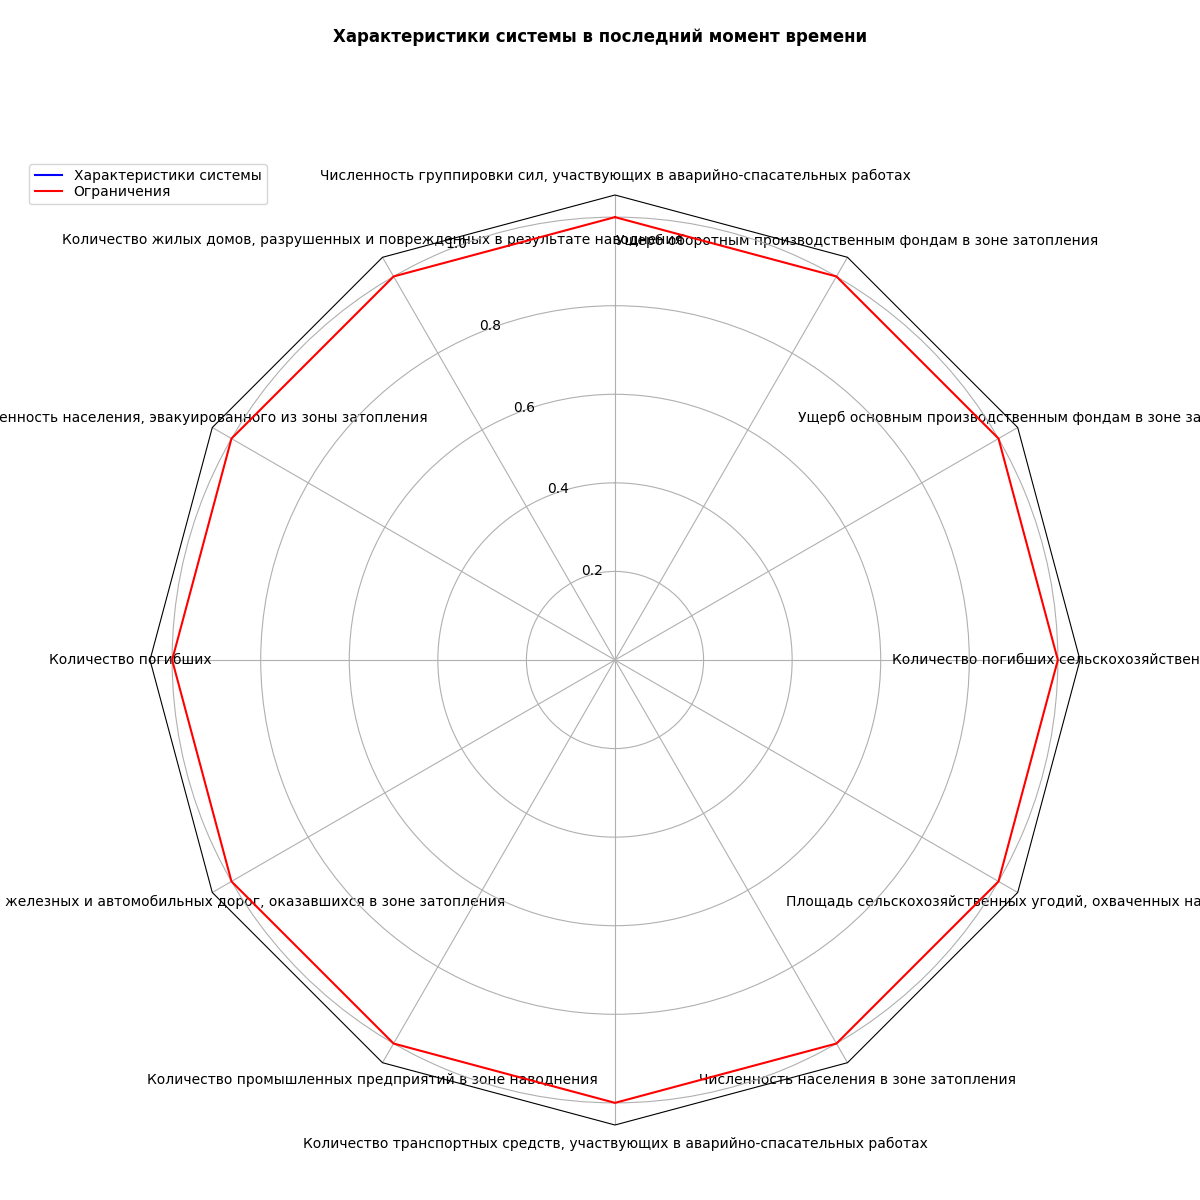 Характеристики системы в последний момент времени
Характеристики системы
Ограничения
Численность группировки сил, участвующих в аварийно-спасательных работах
Количество жилых домов, разрушенных и поврежденных в результате наводнения
Ущерб оборотным производственным фондам в зоне затопления
1.0
0.8
0.6
енность населения, эвакуированного из зоны затопления
Ущерб основным производственным фондам в зоне за
0.4
0.2
Количество погибших
Количество погибших сельскохозяйствен
железных и автомобильных дорог, оказавшихся в зоне затопления
Площадь сельскохозяйственных угодий, охваченных на
Количество промышленных предприятий в зоне наводнения
Численность населения в зоне затопления
Количество транспортных средств, участвующих в аварийно-спасательных работах